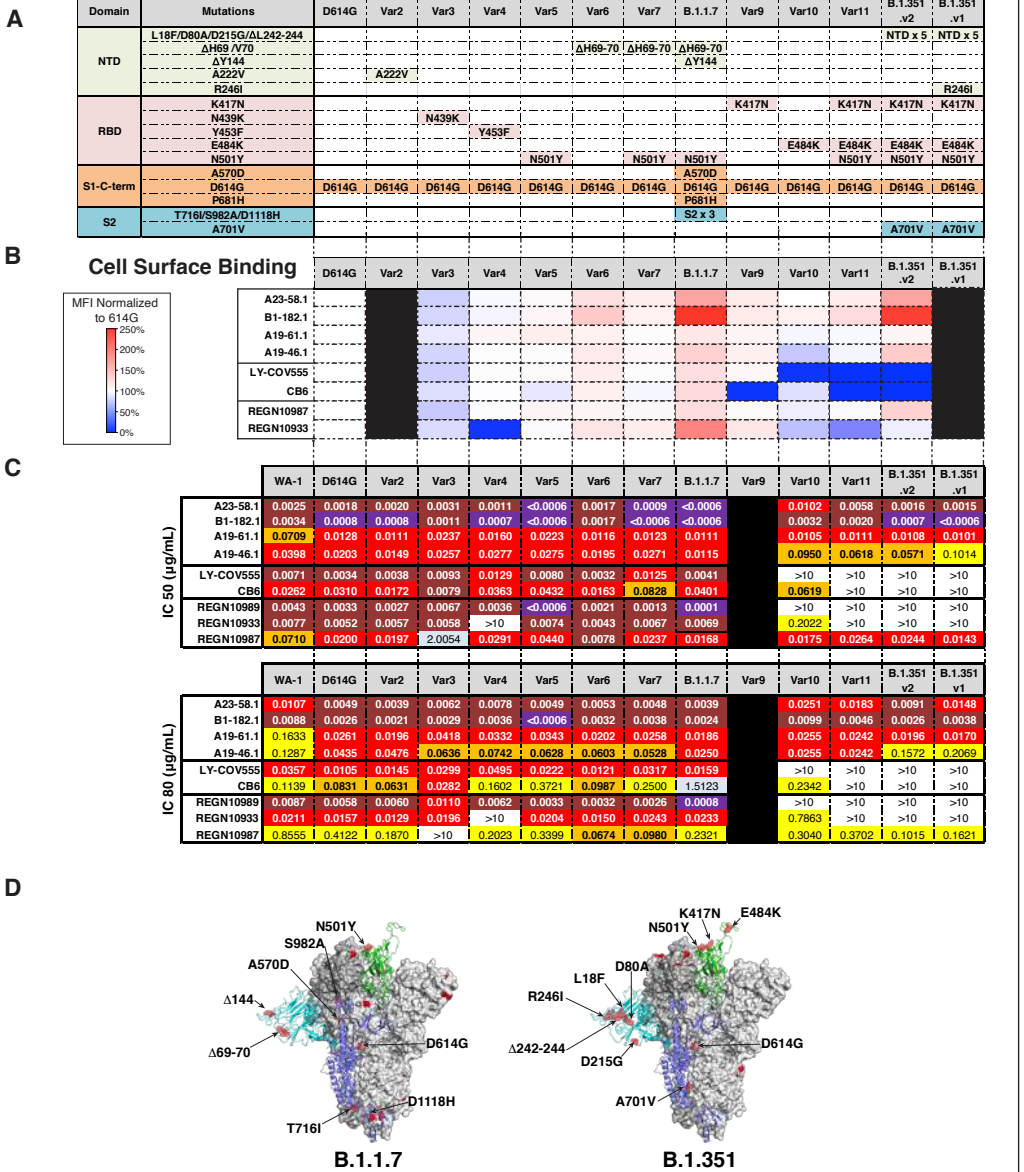 A
Domain Mutations D614G Var2 Var3 Var4 Var5 Var6 Var7 B.1.1.7 Var9 Var10 Var11 B.1.351 .v2 B.1.351 .v1
NTD
L18F/D80A/D215G/ΔL242-244 NTD x 5 NTD x 5
ΔH69 /V70 ΔH69-70 ΔH69-70 ΔH69-70
ΔY144 ΔY144
A222V A222V
R246I R246I
RBD
K417N K417N K417N K417N K417N
N439K N439K
Y453F Y453F
E484K E484K E484K E484K E484K
N501Y N501Y N501Y N501Y N501Y N501Y N501Y
S1-C-term
A570D A570D
D614G D614G D614G D614G D614G D614G D614G D614G D614G D614G D614G D614G D614G D614G
P681H P681H
S2
T716I/S982A/D1118H S2 x 3
A701V A701V A701V
B
Cell Surface Binding D614G Var2 Var3 Var4 Var5 Var6 Var7 B.1.1.7 Var9 Var10 Var11 B.1.351 .v2 B.1.351 .v1
MFI Normalized
to 614G
250%
200%
150%
100%
50%
0%
A23-58.1
B1-182.1
A19-61.1
A19-46.1
LY-COV555
CB6
REGN10987
REGN10933
C
WA-1 D614G Var2 Var3 Var4 Var5 Var6 Var7 B.1.1.7 Var9 Var10 Var11 B.1.351 .v2 B.1.351 .v1
IC 50 (µg/mL)
A23-58.1 0.0025 0.0018 0.0020 0.0031 0.0011 <0.0006 0.0017 0.0009 <0.0006 0.0102 0.0058 0.0016 0.0015
B1-182.1 0.0034 0.0008 0.0008 0.0011 0.0007 <0.0006 0.0017 <0.0006 <0.0006 0.0032 0.0020 0.0007 <0.0006
A19-61.1 0.0709 0.0128 0.0111 0.0237 0.0160 0.0223 0.0116 0.0123 0.0111 0.0105 0.0111 0.0108 0.0101
A19-46.1 0.0398 0.0203 0.0149 0.0257 0.0277 0.0275 0.0195 0.0271 0.0115 0.0950 0.0618 0.0571 0.1014
LY-COV555 0.0071 0.0034 0.0038 0.0093 0.0129 0.0080 0.0032 0.0125 0.0041 >10 >10 >10 >10
CB6 0.0262 0.0310 0.0172 0.0079 0.0363 0.0432 0.0163 0.0828 0.0401 0.0619 >10 >10 >10
REGN10989 0.0043 0.0033 0.0027 0.0067 0.0036 <0.0006 0.0021 0.0013 0.0001 >10 >10 >10 >10
REGN10933 0.0077 0.0052 0.0057 0.0058 >10 0.0074 0.0043 0.0067 0.0069 0.2022 >10 >10 >10
REGN10987 0.0710 0.0200 0.0197 2.0054 0.0291 0.0440 0.0078 0.0237 0.0168 0.0175 0.0264 0.0244 0.0143
WA-1 D614G Var2 Var3 Var4 Var5 Var6 Var7 B.1.1.7 Var9 Var10 Var11 B.1.351 v2 B.1.351 v1
IC 80 (µg/mL)
A23-58.1 0.0107 0.0049 0.0039 0.0062 0.0078 0.0049 0.0053 0.0048 0.0039 0.0251 0.0183 0.0091 0.0148
B1-182.1 0.0088 0.0026 0.0021 0.0029 0.0036 <0.0006 0.0032 0.0038 0.0024 0.0099 0.0046 0.0026 0.0038
A19-61.1 0.1633 0.0261 0.0196 0.0418 0.0332 0.0343 0.0202 0.0258 0.0186 0.0255 0.0242 0.0196 0.0170
A19-46.1 0.1287 0.0435 0.0476 0.0636 0.0742 0.0628 0.0603 0.0528 0.0250 0.0255 0.0242 0.1572 0.2069
LY-COV555 0.0357 0.0105 0.0145 0.0299 0.0495 0.0222 0.0121 0.0317 0.0159 >10 >10 >10 >10
CB6 0.1139 0.0831 0.0631 0.0282 0.1602 0.3721 0.0987 0.2500 1.5123 0.2342 >10 >10 >10
REGN10989 0.0087 0.0058 0.0060 0.0110 0.0062 0.0033 0.0032 0.0026 0.0008 >10 >10 >10 >10
REGN10933 0.0211 0.0157 0.0129 0.0196 >10 0.0204 0.0150 0.0243 0.0233 0.7863 >10 >10 >10
REGN10987 0.8555 0.4122 0.1870 >10 0.2023 0.3399 0.0674 0.0980 0.2321 0.3040 0.3702 0.1015 0.1621
D
N501Y
S982A
A570D
Δ144
Δ69-70
D614G
D1118H
T716I
B.1.1.7
K417N
E484K
N501Y
D80A
L18F
R246I
Δ242-244
D215G
D614G
A701V
B.1.351